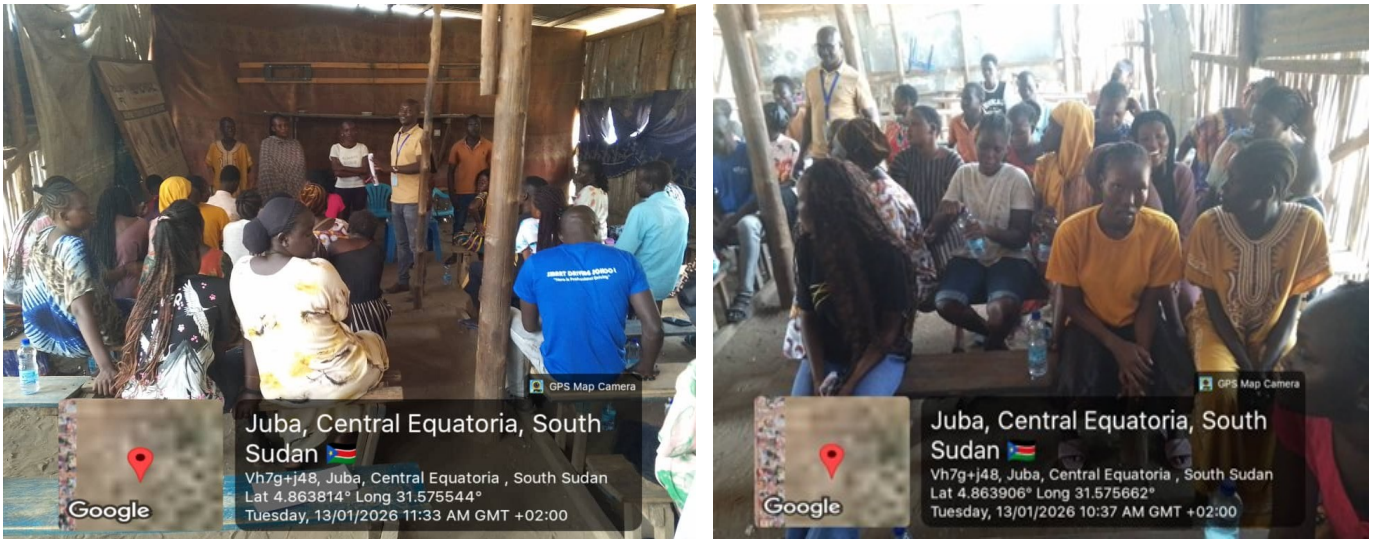 SMART DRIVING JONDO !
GPS Map Camera
Juba, Central Equatoria, South
Sudan 🇸🇸
Vh7g+j48, Juba, Central Equatoria , South Sudan
Lat 4.863814° Long 31.575544°
Tuesday, 13/01/2026 11:33 AM GMT +02:00
Google
GPS Map Camera
Juba, Central Equatoria, South
Sudan 🇸🇸
Vh7g+j48, Juba, Central Equatoria , South Sudan
Lat 4.863906° Long 31.575662°
Tuesday, 13/01/2026 10:37 AM GMT +02:00
Google